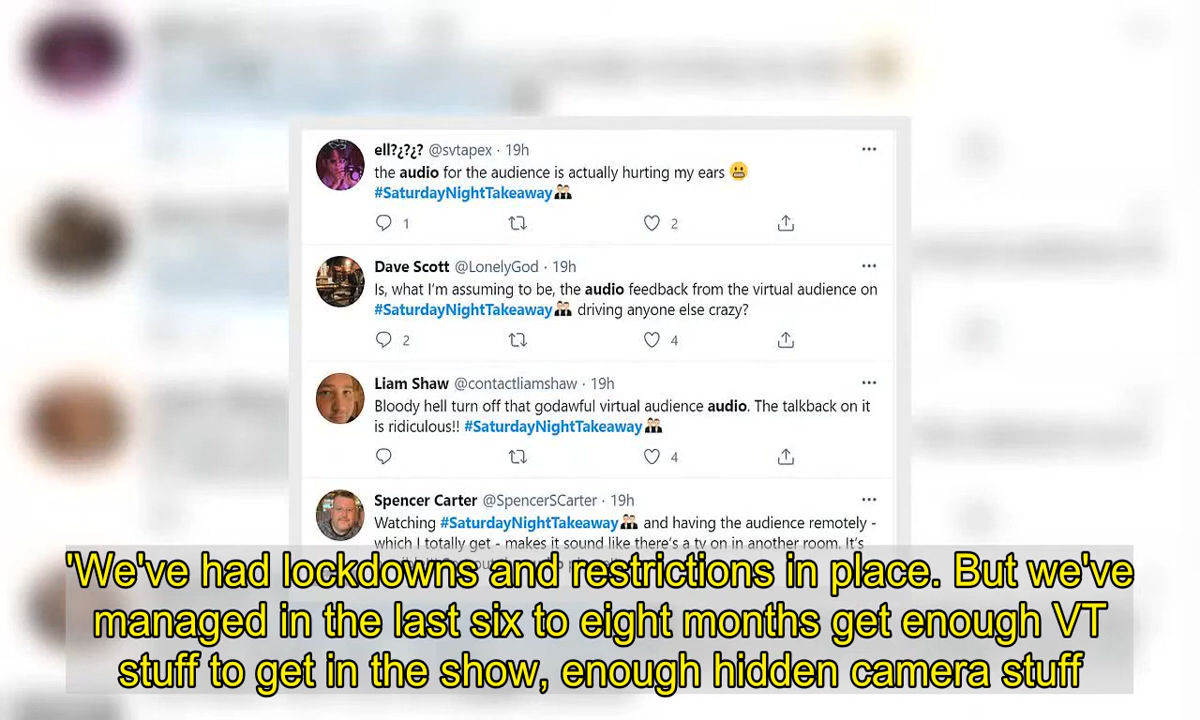 ell?¿?¿? @svtapex · 19h
the audio for the audience is actually hurting my ears 😬
#SaturdayNightTakeaway
1 2
Dave Scott @LonelyGod · 19h
Is, what I'm assuming to be, the audio feedback from the virtual audience on
#SaturdayNightTakeaway driving anyone else crazy?
2 4
Liam Shaw @contactliamshaw · 19h
Bloody hell turn off that godawful virtual audience audio. The talkback on it
is ridiculous!! #SaturdayNightTakeaway
4
Spencer Carter @SpencerSCarter · 19h
Watching #SaturdayNightTakeaway and having the audience remotely -
which I totally get - makes it sound like there's a tv on in another room. It's
'We've had lockdowns and restrictions in place. But we've
managed in the last six to eight months get enough VT
stuff to get in the show, enough hidden camera stuff